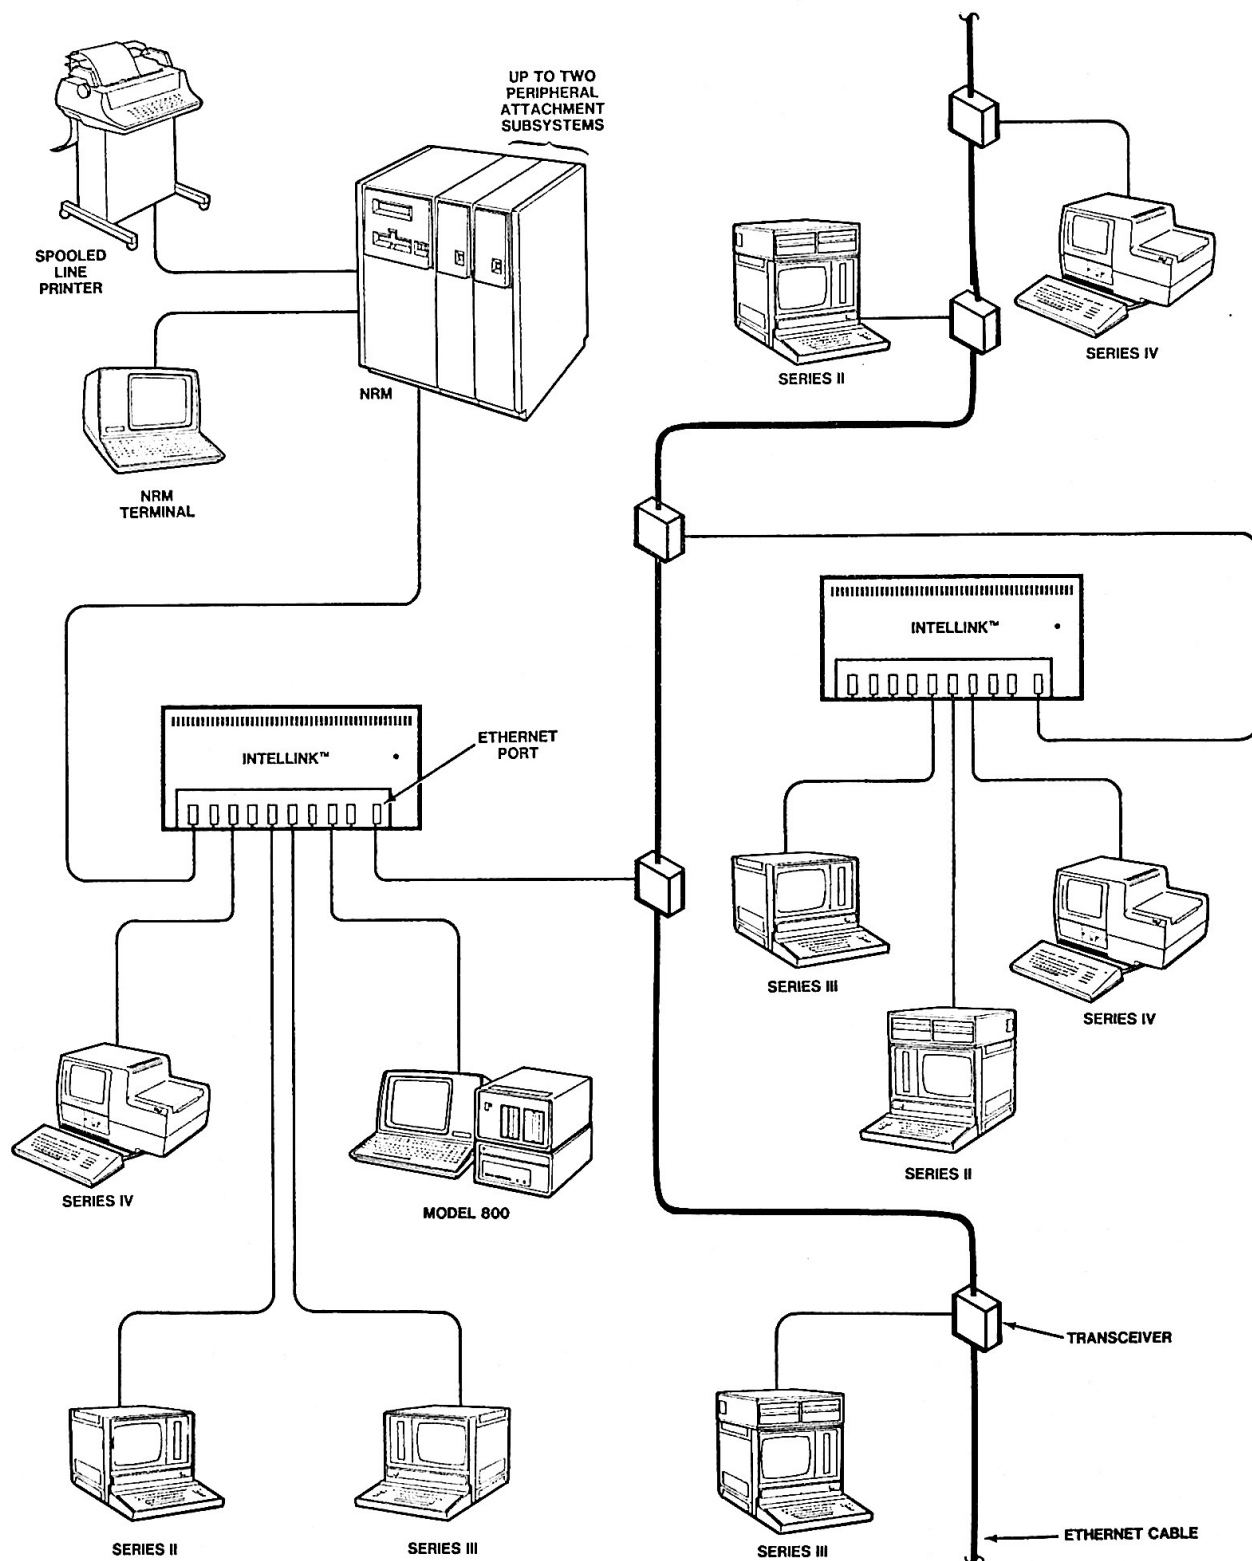 UP TO TWO
PERIPHERAL
ATTACHMENT
SUBSYSTEMS
SPOOLED
LINE
PRINTER
NRM
NRM
TERMINAL
SERIES IV
SERIES II
INTELLINK™
INTELLINK™
ETHERNET
PORT
SERIES III
SERIES IV
SERIES II
SERIES IV
MODEL 800
TRANSCEIVER
SERIES II
SERIES III
SERIES III
ETHERNET CABLE